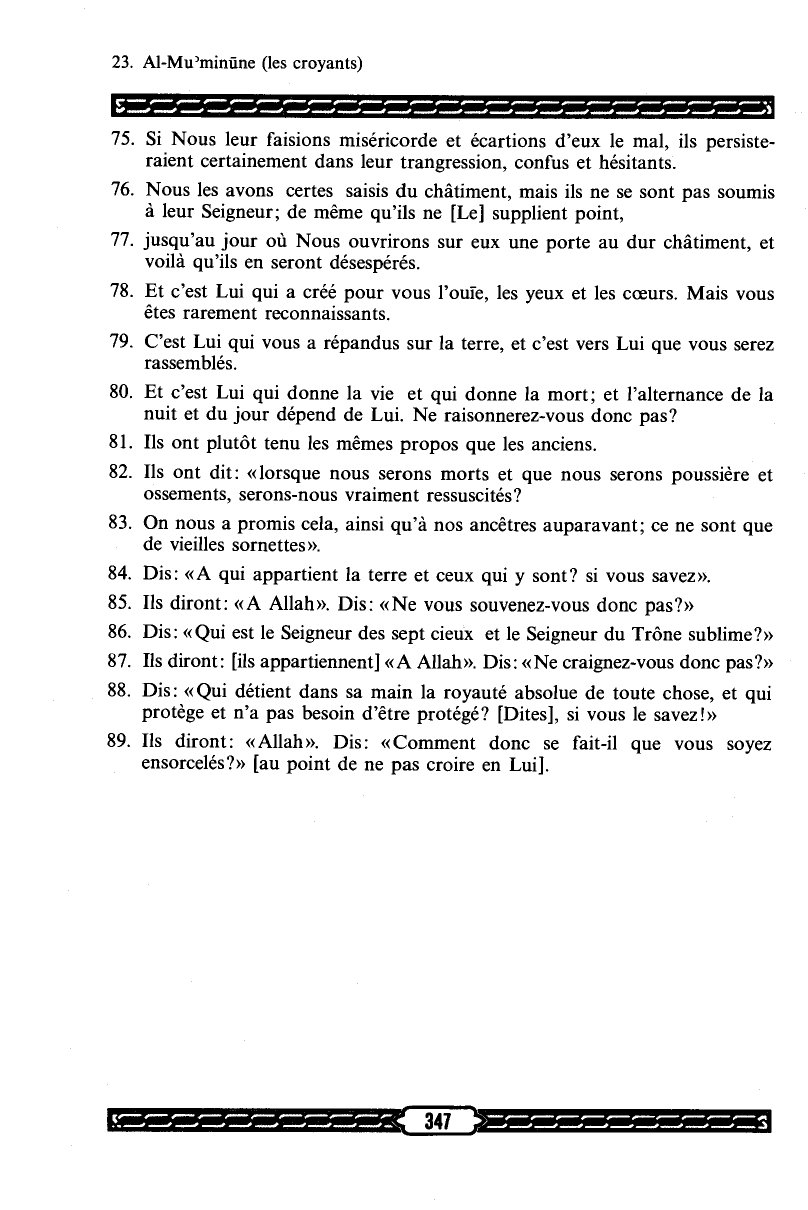 23. Al-Mu’minūne (les croyants)
75. Si Nous leur faisions miséricorde et écartions d’eux le mal, ils persiste-
raient certainement dans leur trangression, confus et hésitants.
76. Nous les avons certes saisis du châtiment, mais ils ne se sont pas soumis
à leur Seigneur; de même qu’ils ne [Le] supplient point,
77. jusqu’au jour où Nous ouvrirons sur eux une porte au dur châtiment, et
voilà qu’ils en seront désespérés.
78. Et c’est Lui qui a créé pour vous l’ouïe, les yeux et les cœurs. Mais vous
êtes rarement reconnaissants.
79. C’est Lui qui vous a répandus sur la terre, et c’est vers Lui que vous serez
rassemblés.
80. Et c’est Lui qui donne la vie et qui donne la mort; et l’alternance de la
nuit et du jour dépend de Lui. Ne raisonnerez-vous donc pas?
81. Ils ont plutôt tenu les mêmes propos que les anciens.
82. Ils ont dit: «lorsque nous serons morts et que nous serons poussière et
ossements, serons-nous vraiment ressuscités?
83. On nous a promis cela, ainsi qu’à nos ancêtres auparavant; ce ne sont que
de vieilles sornettes».
84. Dis: «A qui appartient la terre et ceux qui y sont? si vous savez».
85. Ils diront: «A Allah». Dis: «Ne vous souvenez-vous donc pas?»
86. Dis: «Qui est le Seigneur des sept cieux et le Seigneur du Trône sublime?»
87. Ils diront: [ils appartiennent] «A Allah». Dis: «Ne craignez-vous donc pas?»
88. Dis: «Qui détient dans sa main la royauté absolue de toute chose, et qui
protège et n’a pas besoin d’être protégé? [Dites], si vous le savez!»
89. Ils diront: «Allah». Dis: «Comment donc se fait-il que vous soyez
ensorcelés?» [au point de ne pas croire en Lui].
347